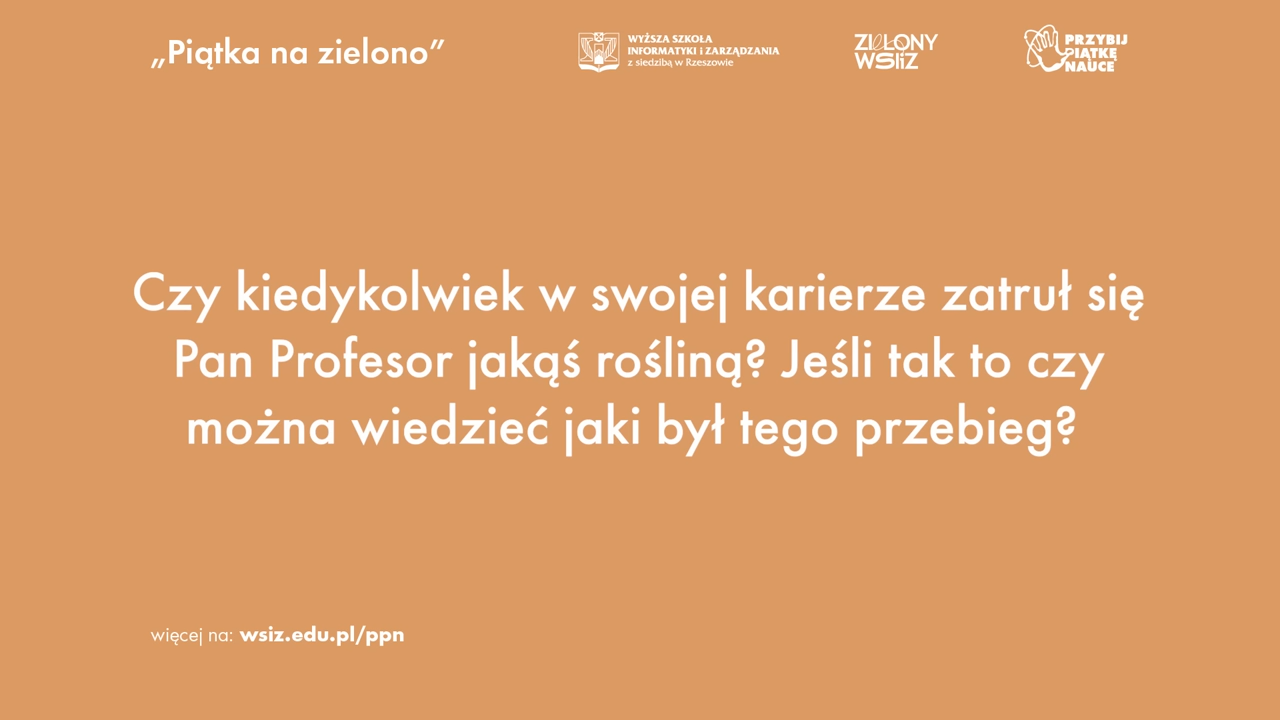 „Piątka na zielono”
WYŻSZA SZKOŁA
INFORMATYKI i ZARZĄDZANIA
z siedzibą w Rzeszowie
ZIELONY
WSIiZ
PRZYBIJ
PIĄTKĘ
NAUCE
Czy kiedykolwiek w swojej karierze zatruł się
Pan Profesor jakąś rośliną? Jeśli tak to czy
można wiedzieć jaki był tego przebieg?
więcej na: wsiz.edu.pl/ppn